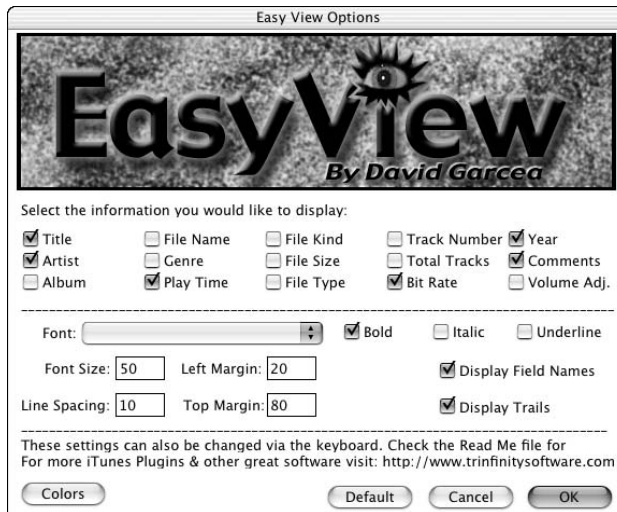 Easy View Options
EasyView
By David Garcea
Select the information you would like to display:
Title File Name File Kind Track Number Year
Artist Genre File Size Total Tracks Comments
Album Play Time File Type Bit Rate Volume Adj.
Font: Bold Italic Underline
Font Size: 50 Left Margin: 20 Display Field Names
Line Spacing: 10 Top Margin: 80 Display Trails
These settings can also be changed via the keyboard. Check the Read Me file for
For more iTunes Plugins & other great software visit: http://www.trinfinitysoftware.com
Colors Default Cancel OK